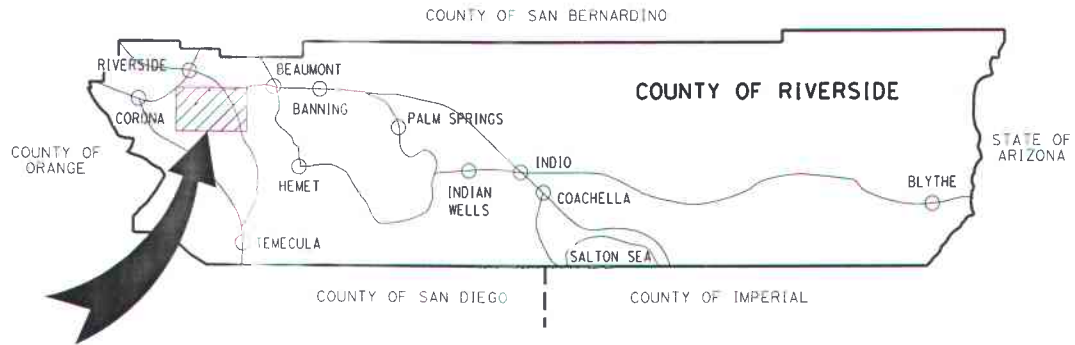 COUNTY OF SAN BERNARDINO
RIVERSIDE
BEAUMONT
COUNTY OF RIVERSIDE
CORONA
BANNING
PALM SPRINGS
COUNTY OF
ORANGE
STATE OF
ARIZONA
HEMET
INDIO
INDIAN
WELLS
COACHELLA
BLYTHE
TEMECULA
SALTON SEA
COUNTY OF SAN DIEGO
COUNTY OF IMPERIAL